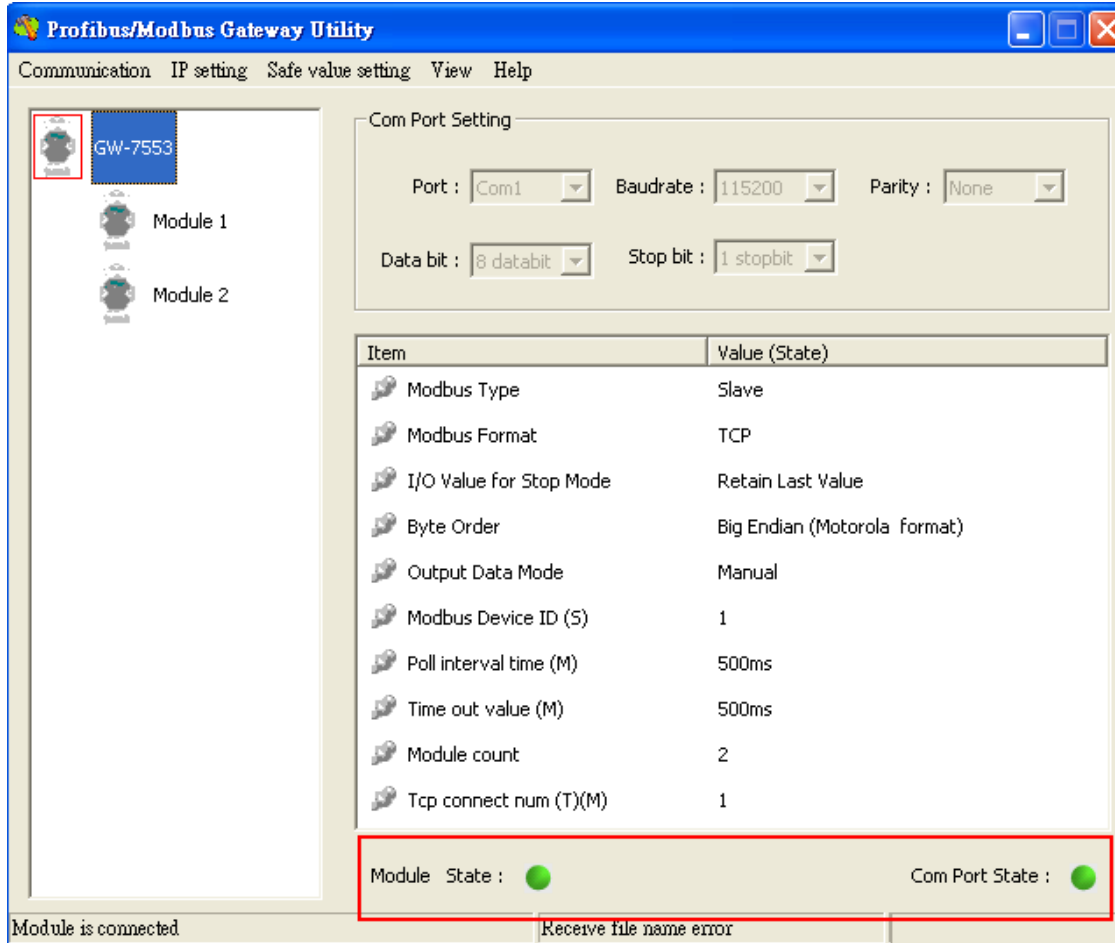 Profibus/Modbus Gateway Utility
Communication IP setting Safe value setting View Help
GW-7553
Module 1
Module 2
Com Port Setting
Port : Com1 Baudrate : 115200 Parity : None
Data bit : 8 databit Stop bit : 1 stopbit
Item Value (State)
Modbus Type Slave
Modbus Format TCP
I/O Value for Stop Mode Retain Last Value
Byte Order Big Endian (Motorola format)
Output Data Mode Manual
Modbus Device ID (S) 1
Poll interval time (M) 500ms
Time out value (M) 500ms
Module count 2
Tcp connect num (T)(M) 1
Module State : Com Port State :
Module is connected Receive file name error